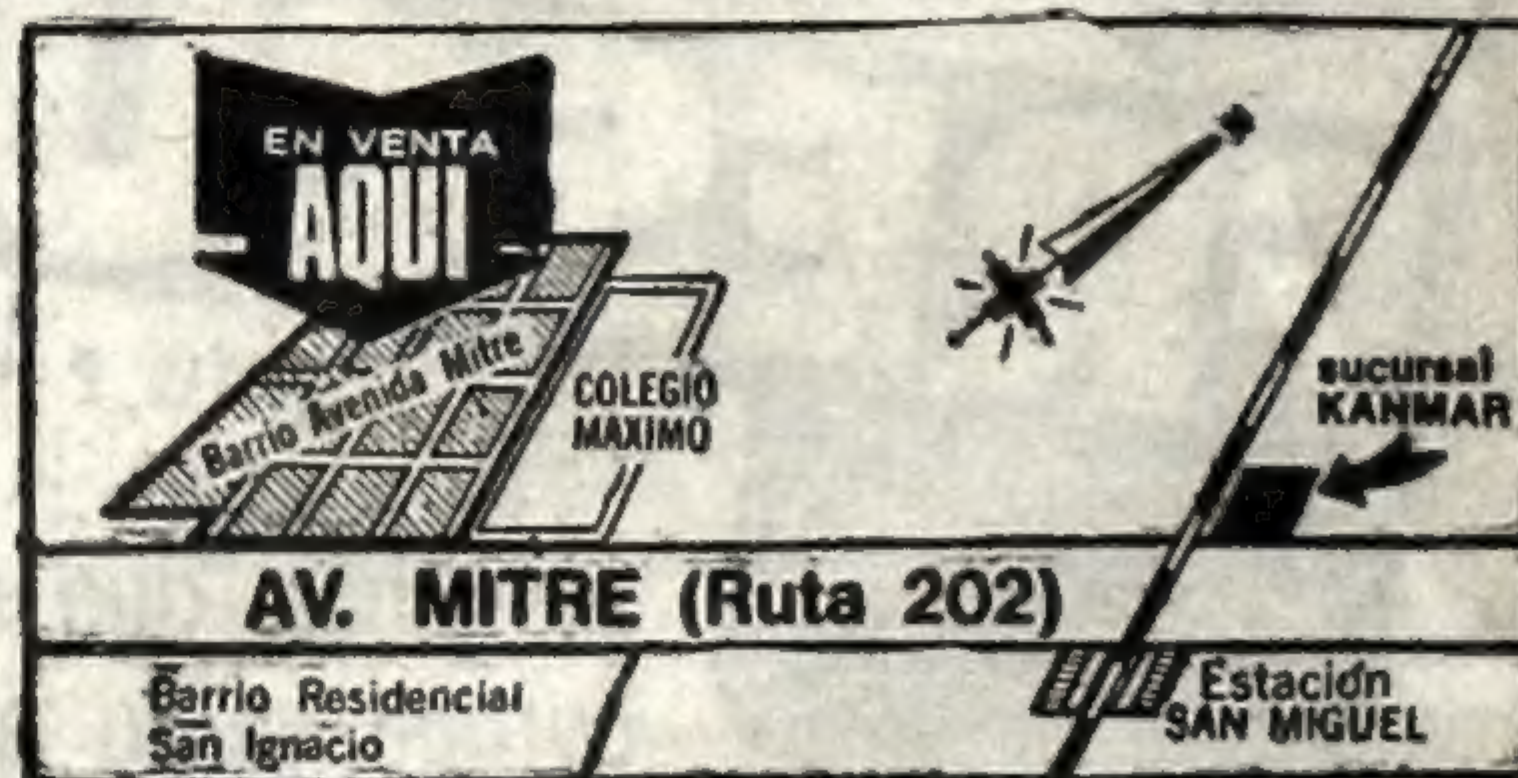 EN VENTA
AQUI
Barrio Avenida Mitre
COLEGIO
MAXIMO
sucursal
KANMAR
AV. MITRE (Ruta 202)
Barrio Residencial
San Ignacio
Estación
SAN MIGUEL